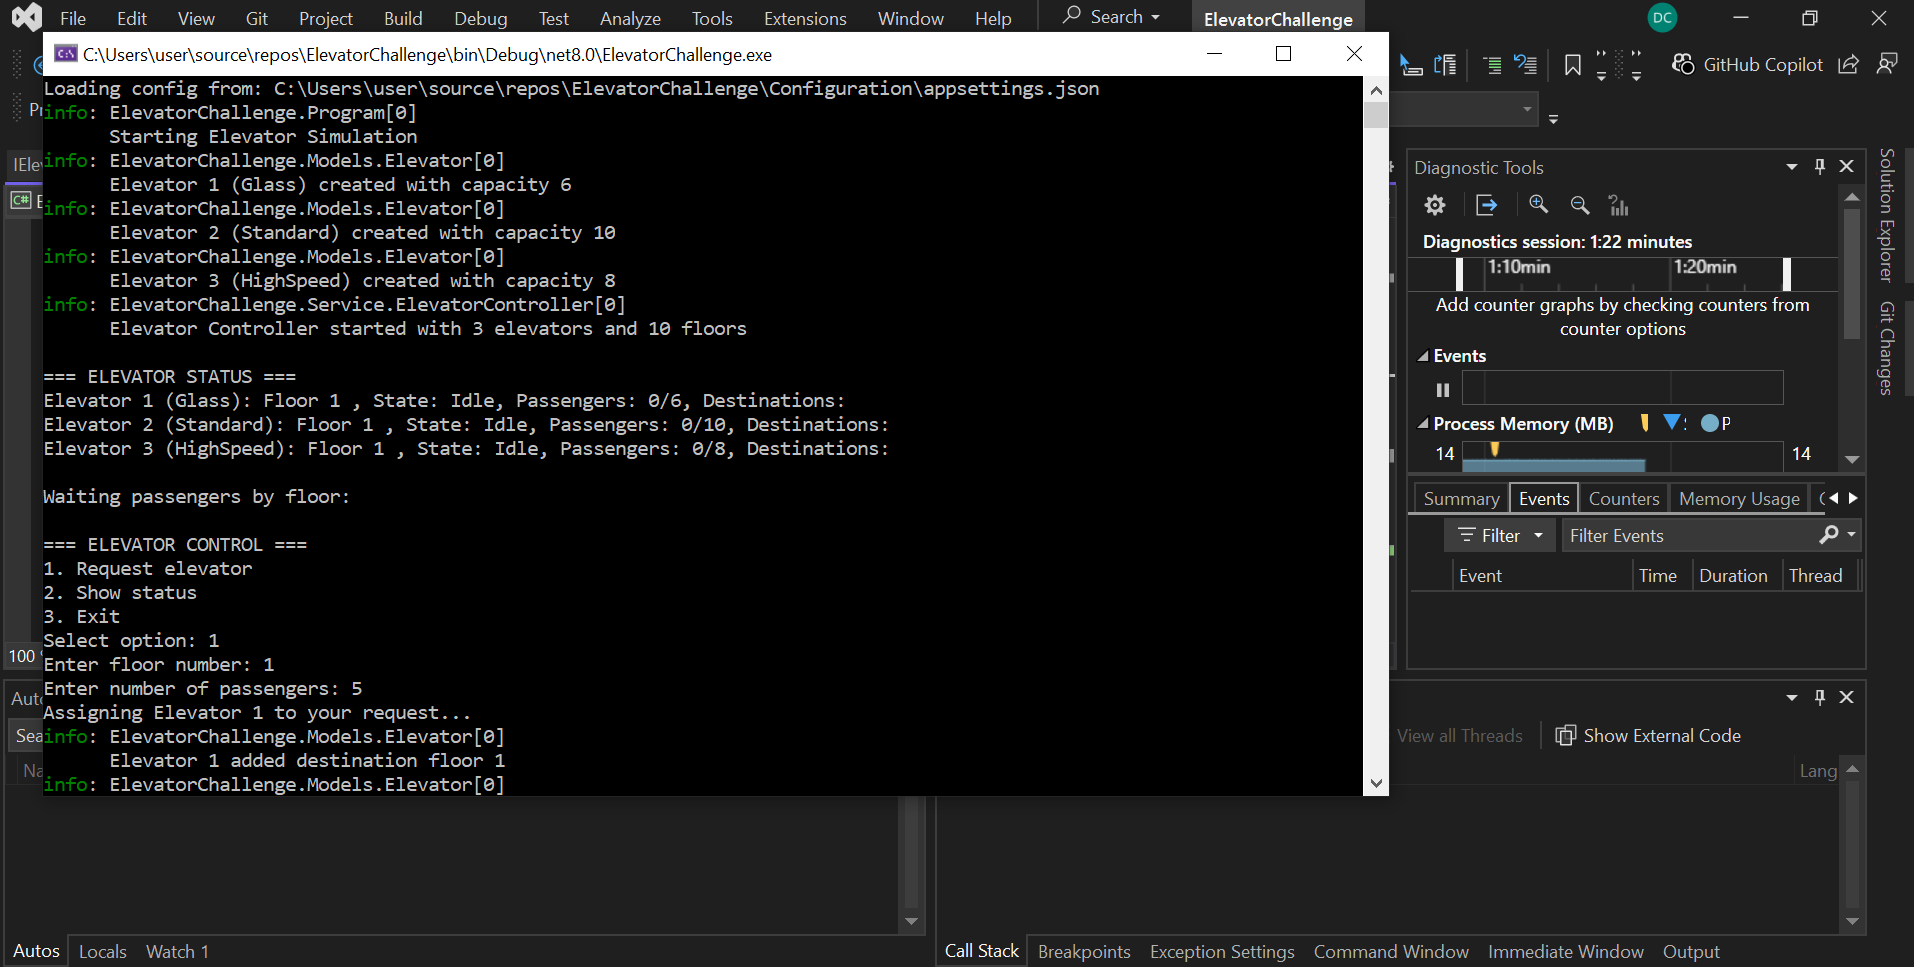 File Edit View Git Project Build Debug Test Analyze Tools Extensions Window Help Search ElevatorChallenge DC
C:\Users\user\source\repos\ElevatorChallenge\bin\Debug\net8.0\ElevatorChallenge.exe
GitHub Copilot
Loading config from: C:\Users\user\source\repos\ElevatorChallenge\Configuration\appsettings.json
info: ElevatorChallenge.Program[0]
Starting Elevator Simulation
info: ElevatorChallenge.Models.Elevator[0]
Elevator 1 (Glass) created with capacity 6
info: ElevatorChallenge.Models.Elevator[0]
Elevator 2 (Standard) created with capacity 10
info: ElevatorChallenge.Models.Elevator[0]
Elevator 3 (HighSpeed) created with capacity 8
info: ElevatorChallenge.Service.ElevatorController[0]
Elevator Controller started with 3 elevators and 10 floors
=== ELEVATOR STATUS ===
Elevator 1 (Glass): Floor 1 , State: Idle, Passengers: 0/6, Destinations:
Elevator 2 (Standard): Floor 1 , State: Idle, Passengers: 0/10, Destinations:
Elevator 3 (HighSpeed): Floor 1 , State: Idle, Passengers: 0/8, Destinations:
Waiting passengers by floor:
=== ELEVATOR CONTROL ===
1. Request elevator
2. Show status
3. Exit
Select option: 1
Enter floor number: 1
Enter number of passengers: 5
Assigning Elevator 1 to your request...
info: ElevatorChallenge.Models.Elevator[0]
Elevator 1 added destination floor 1
info: ElevatorChallenge.Models.Elevator[0]
Pr
IElev
C# E
100 %
Auto
Sea
Na
Diagnostic Tools
Diagnostics session: 1:22 minutes
1:10min 1:20min
Add counter graphs by checking counters from
counter options
Events
Process Memory (MB) P
14 14
Summary Events Counters Memory Usage
Filter Filter Events
Event Time Duration Thread
Solution Explorer
Git Changes
View all Threads Show External Code
Lang
Autos Locals Watch 1
Call Stack Breakpoints Exception Settings Command Window Immediate Window Output